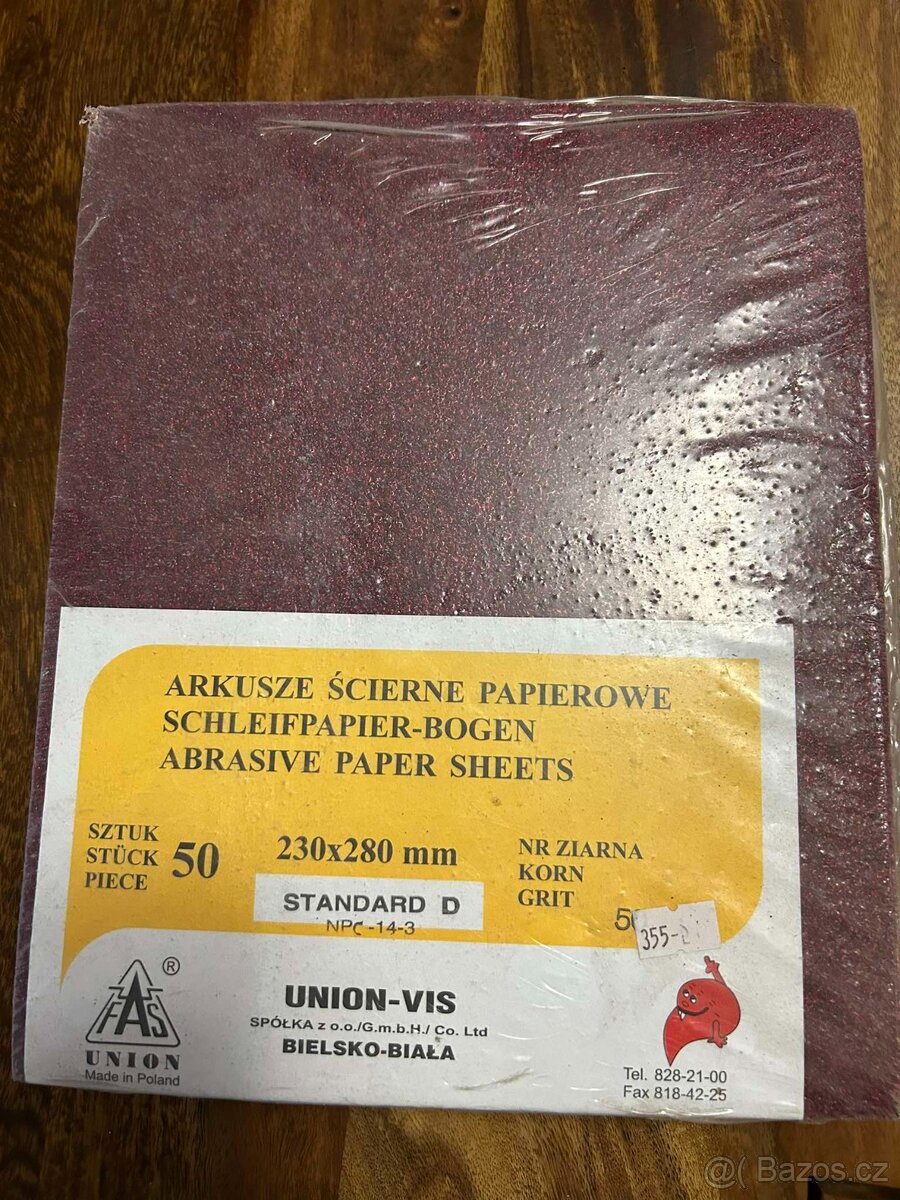 ARKUSZE ŚCIERNE PAPIEROWE
SCHLEIFPAPIER-BOGEN
ABRASIVE PAPER SHEETS
SZTUK
STÜCK
PIECE
50
230x280 mm
STANDARD D
-14-3
NR ZIARNA
KORN
GRIT
355-
FAS
®
UNION
Made in Poland
UNION-VIS
SPÓŁKA z o.o./G.m.b.H./ Co. Ltd
BIELSKO-BIAŁA
Tel. 828-21-00
Fax 818-42-25
@( Bazos.cz